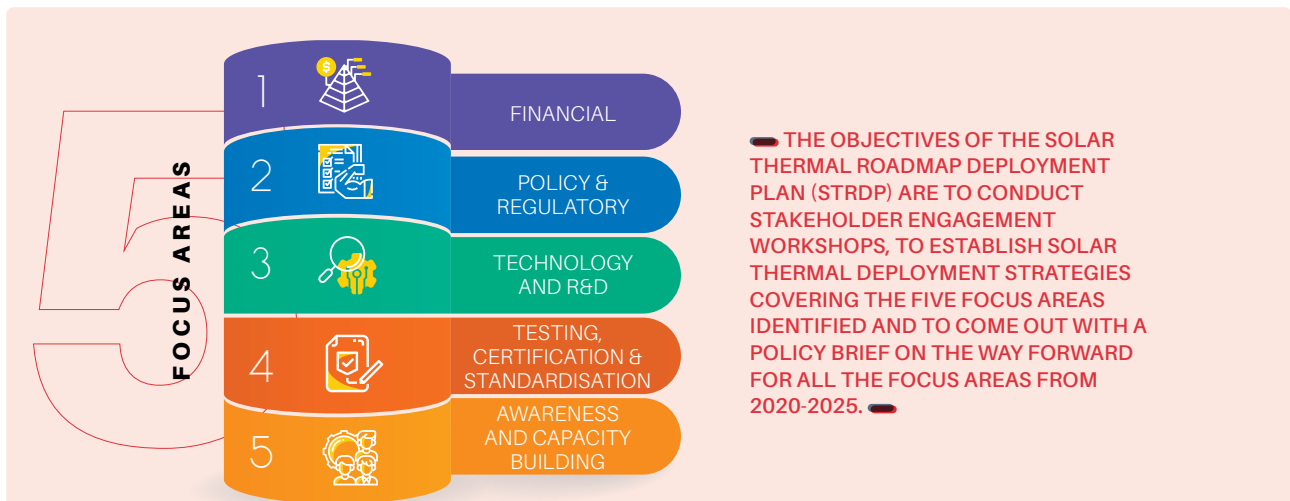 5
FOCUS AREAS
1
$
FINANCIAL
2
POLICY &
REGULATORY
3
TECHNOLOGY
AND R&D
4
TESTING,
CERTIFICATION &
STANDARDISATION
5
AWARENESS
AND CAPACITY
BUILDING
THE OBJECTIVES OF THE SOLAR
THERMAL ROADMAP DEPLOYMENT
PLAN (STRDP) ARE TO CONDUCT
STAKEHOLDER ENGAGEMENT
WORKSHOPS, TO ESTABLISH SOLAR
THERMAL DEPLOYMENT STRATEGIES
COVERING THE FIVE FOCUS AREAS
IDENTIFIED AND TO COME OUT WITH A
POLICY BRIEF ON THE WAY FORWARD
FOR ALL THE FOCUS AREAS FROM
2020-2025.